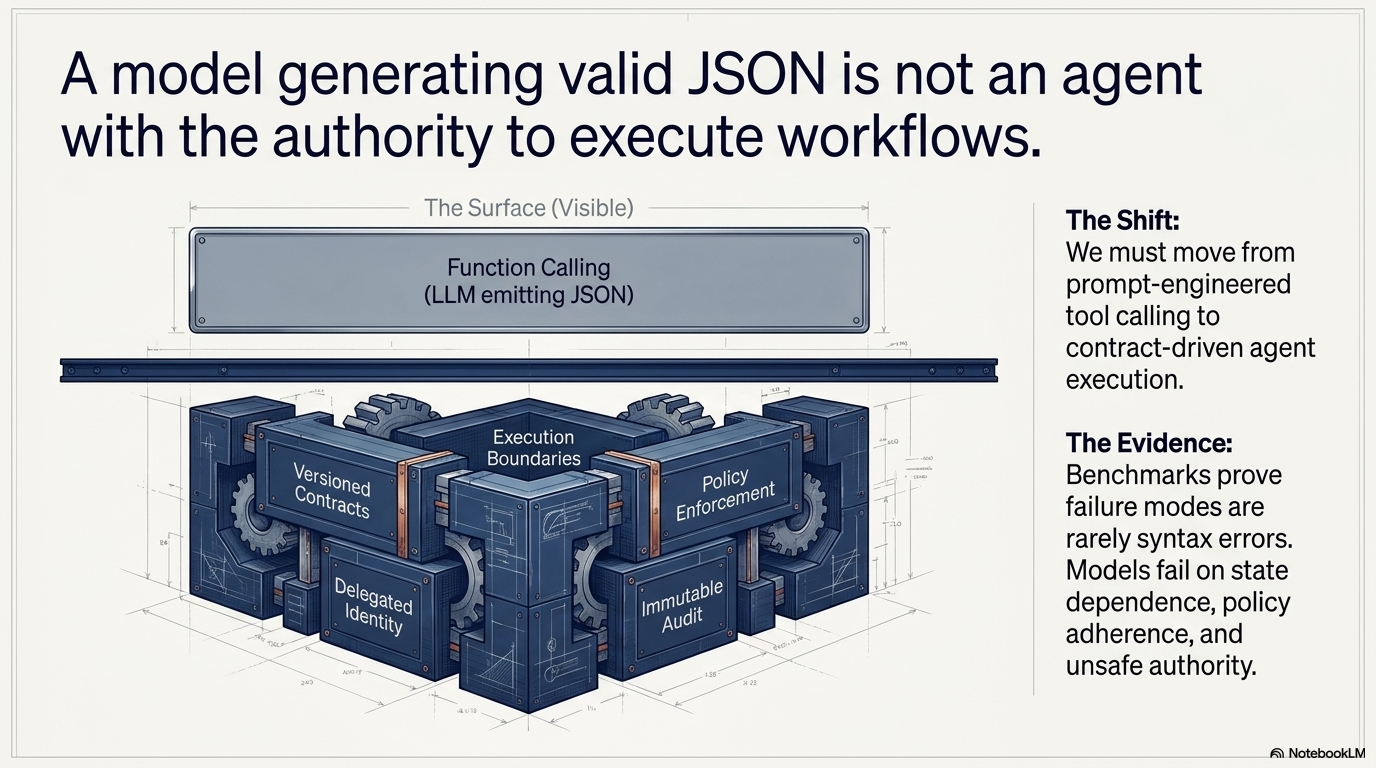 A model generating valid JSON is not an agent
with the authority to execute workflows.
The Surface (Visible)
Function Calling
(LLM emitting JSON)
Execution
Boundaries
Versioned
Contracts
Policy
Enforcement
Delegated
Identity
Immutable
Audit
The Shift:
We must move from
prompt-engineered
tool calling to
contract-driven agent
execution.
The Evidence:
Benchmarks prove
failure modes are
rarely syntax errors.
Models fail on state
dependence, policy
adherence, and
unsafe authority.
NotebookLM